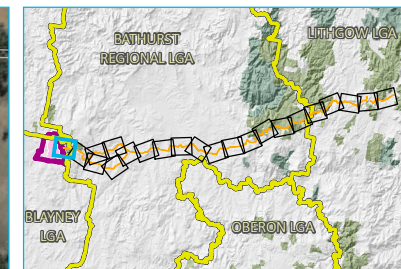 BATHURST
REGIONAL LGA
LITHGOW LGA
BLAYNEY
LGA
OBERON LGA